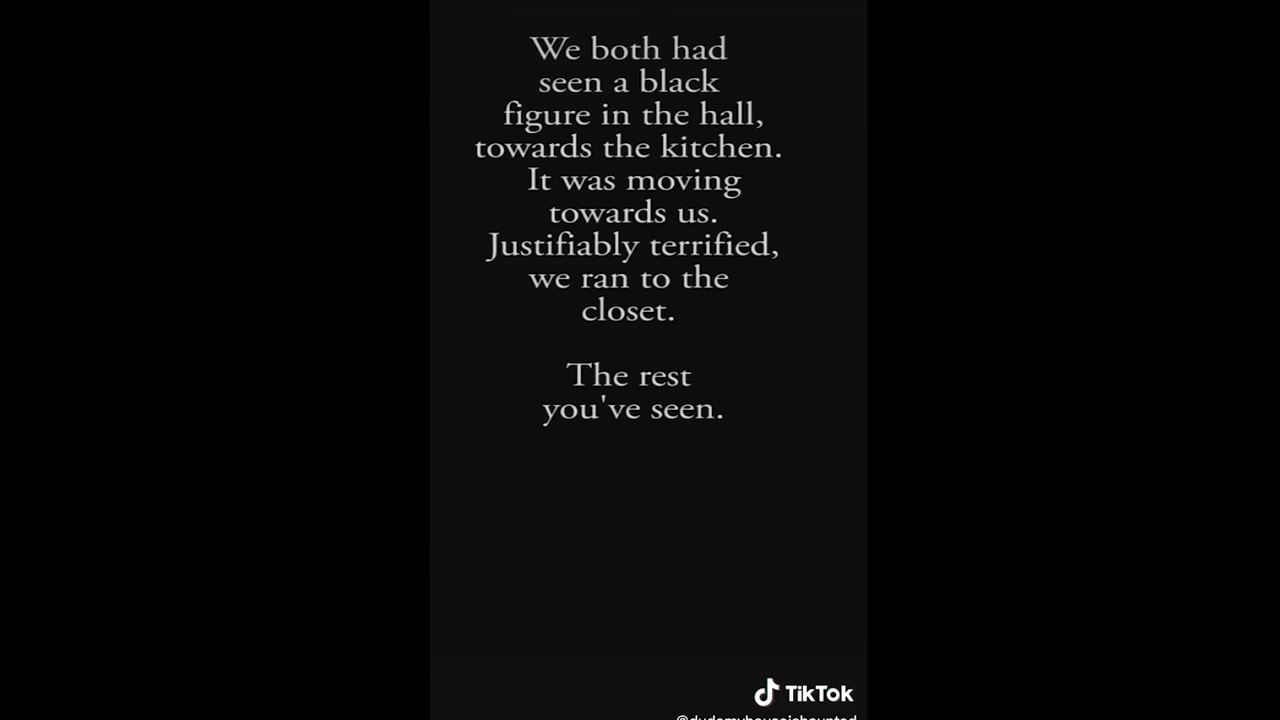 We both had
seen a black
figure in the hall,
towards the kitchen.
It was moving
towards us.
Justifiably terrified,
we ran to the
closet.
The rest
you've seen.
TikTok
@dudemyhouseishaunted